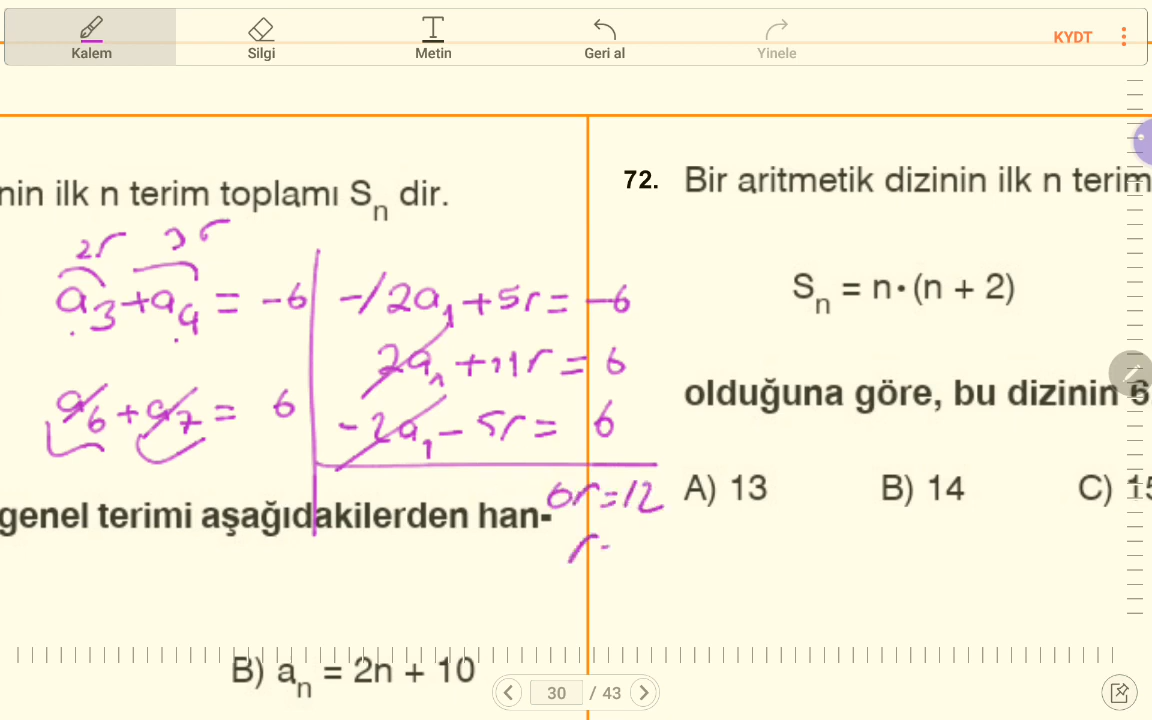 Kalem Silgi Metin Geri al Yinele KYDT
nin ilk n terim toplamı Sn dir.
2r 3r
a3+a4 = -6
a6+a7 = 6
-/2a1+5r=-6
2a1+11r=6
-2a1-5r=6
6r=12
r=
genel terimi aşağıdakilerden han-
B) an = 2n + 10
72. Bir aritmetik dizinin ilk n terim
Sn = n·(n + 2)
olduğuna göre, bu dizinin 6
A) 13 B) 14 C) 15
30 / 43